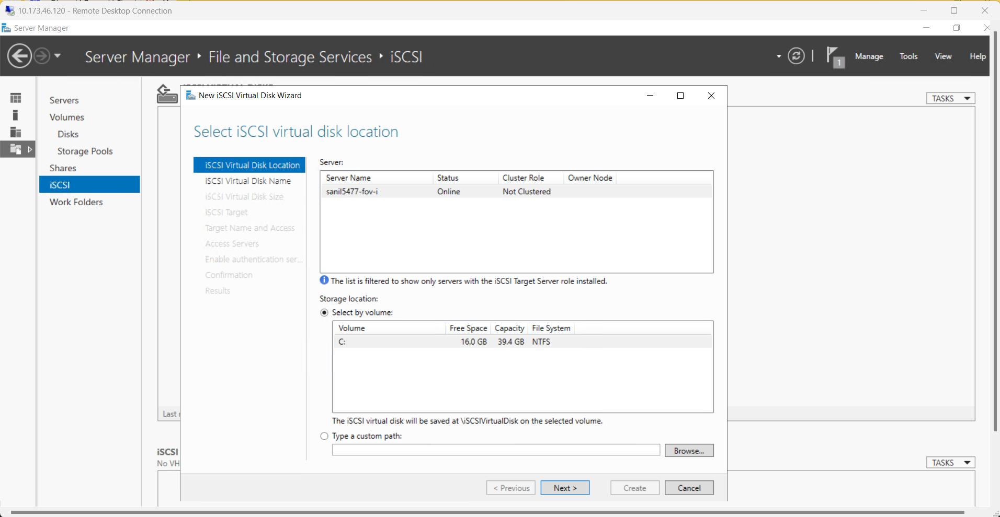 10.173.46.120 - Remote Desktop Connection
Server Manager
Server Manager ‣ File and Storage Services ‣ iSCSI
1
Manage Tools View Help
Servers
Volumes
Disks
Storage Pools
Shares
iSCSI
Work Folders
TASKS
Last
iSCSI
No VH
TASKS
New iSCSI Virtual Disk Wizard
Select iSCSI virtual disk location
iSCSI Virtual Disk Location
iSCSI Virtual Disk Name
iSCSI Virtual Disk Size
iSCSI Target
Target Name and Access
Access Servers
Enable authentication ser...
Confirmation
Results
Server:
Server Name Status Cluster Role Owner Node
sanil5477-fov-i Online Not Clustered
The list is filtered to show only servers with the iSCSI Target Server role installed.
Storage location:
Select by volume:
Volume Free Space Capacity File System
C: 16.0 GB 39.4 GB NTFS
The iSCSI virtual disk will be saved at \iSCSIVirtualDisk on the selected volume.
Type a custom path:
Browse...
< Previous Next > Create Cancel